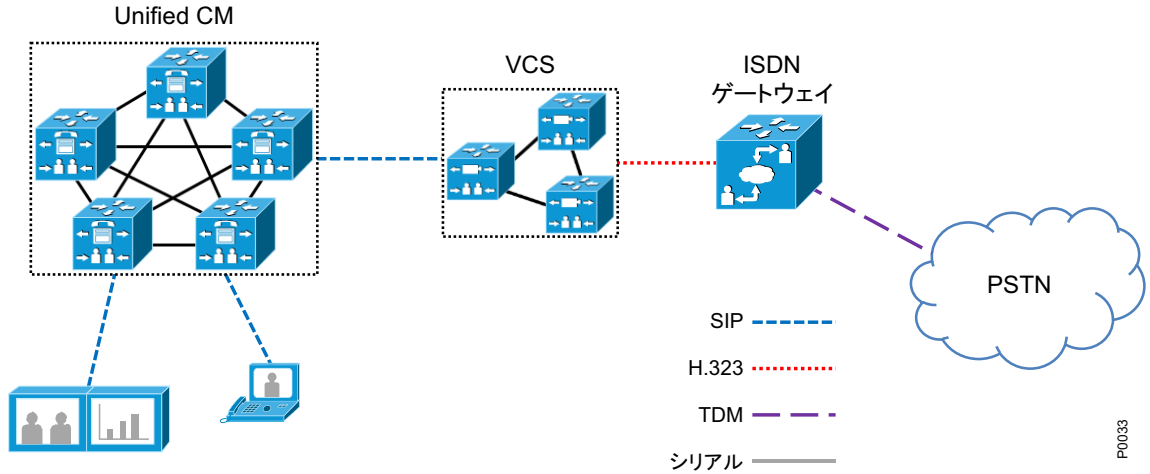 Unified CM
VCS
ISDN
ゲートウェイ
PSTN
SIP
H.323
TDM
シリアル
P0033